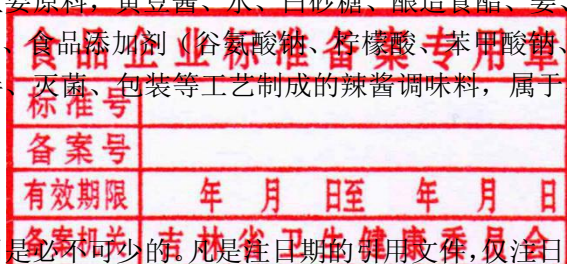 要原料，黄豆酱、水、白砂糖、酿造食醋、姜、
食品企业标准备案专用章
、食品添加剂（谷氨酸钠、柠檬酸、苯甲酸钠、
、灭菌、包装等工艺制成的辣酱调味料，属于
标准号
备案号
有效期限 年 月 日至 年 月 日
备案机关 吉林省卫生健康委员会
是必不可少的。凡是注日期的引用文件，仅注日